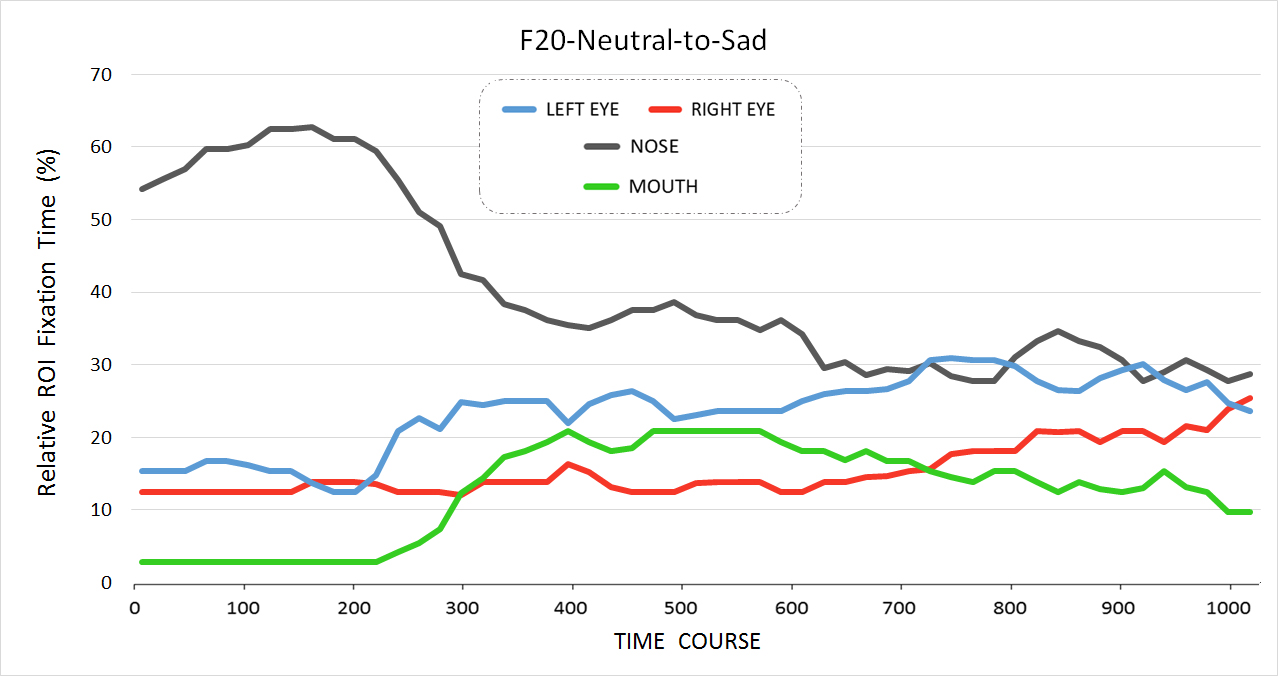 F20-Neutral-to-Sad
LEFT EYE RIGHT EYE
NOSE
MOUTH
Relative ROI Fixation Time (%)
70
60
50
40
30
20
10
0
0 100 200 300 400 500 600 700 800 900 1000
TIME COURSE